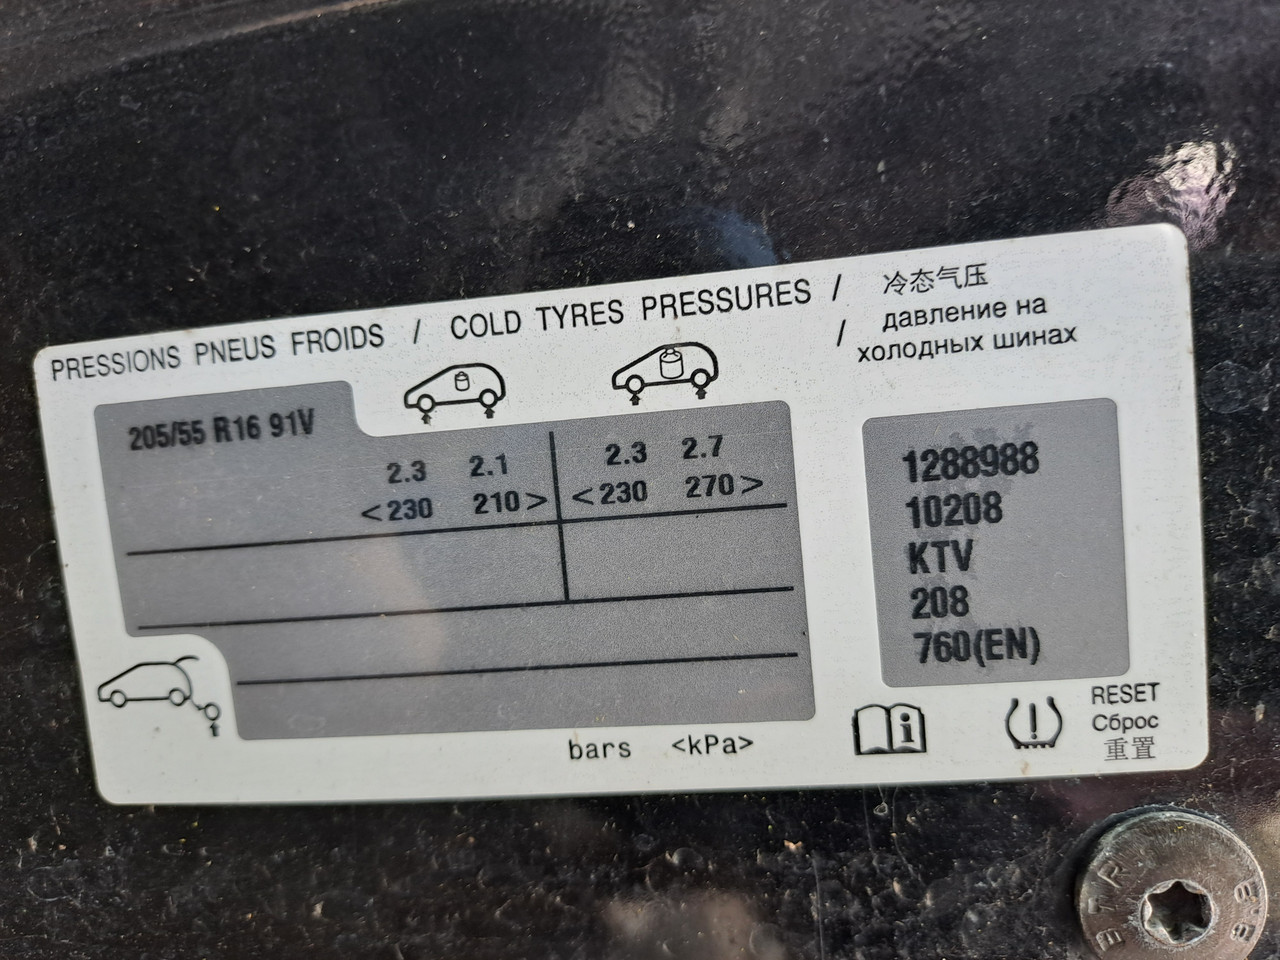 PRESSIONS PNEUS FROIDS / COLD TYRES PRESSURES / 冷态气压
/ давление на
холодных шинах
205/55 R16 91V
2.3 2.1 2.3 2.7
<230 210> <230 270>
bars <kPa>
1288988
10208
KTV
208
760(EN)
RESET
Сброс
重置
8.8